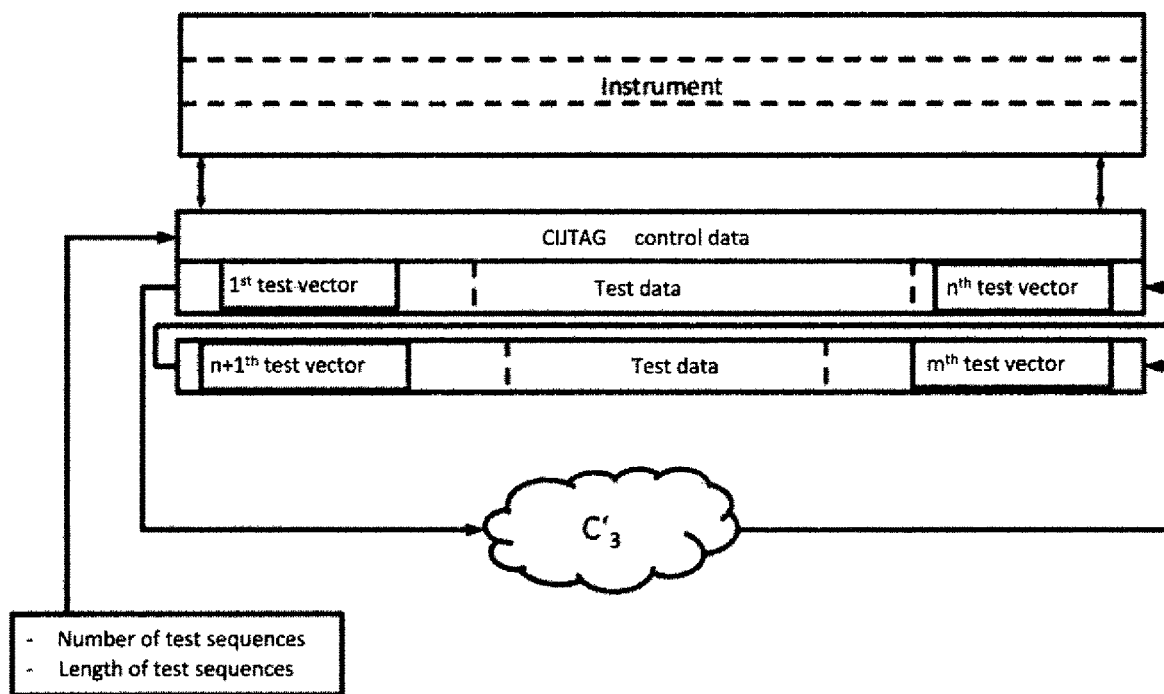 Instrument
CIJTAG control data
1st test vector
Test data
nth test vector
n+1th test vector
Test data
mth test vector
C'3
- Number of test sequences
- Length of test sequences